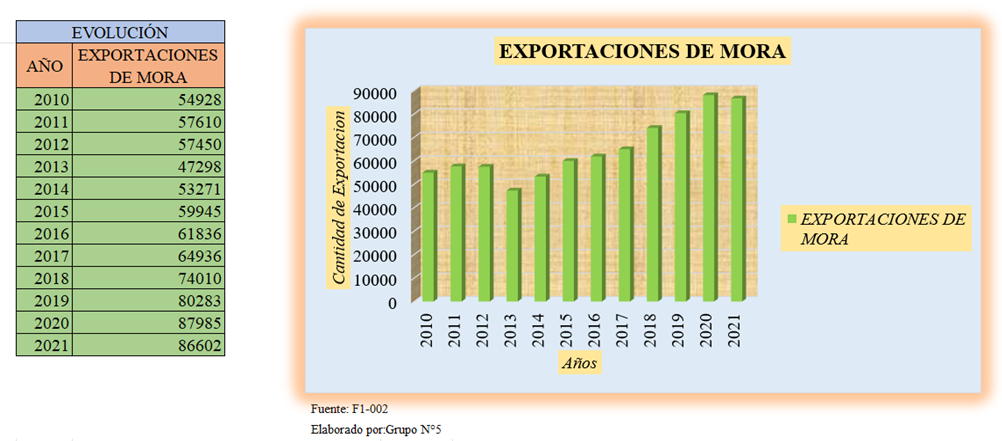 EVOLUCIÓN
AÑO EXPORTACIONES DE MORA
2010 54928
2011 57610
2012 57450
2013 47298
2014 53271
2015 59945
2016 61836
2017 64936
2018 74010
2019 80283
2020 87985
2021 86602
EXPORTACIONES DE MORA
Cantidad de Exportacion
90000
80000
70000
60000
50000
40000
30000
20000
10000
0
2010 2011 2012 2013 2014 2015 2016 2017 2018 2019 2020 2021
Años
EXPORTACIONES DE
MORA
Fuente: F1-002
Elaborado por:Grupo N°5